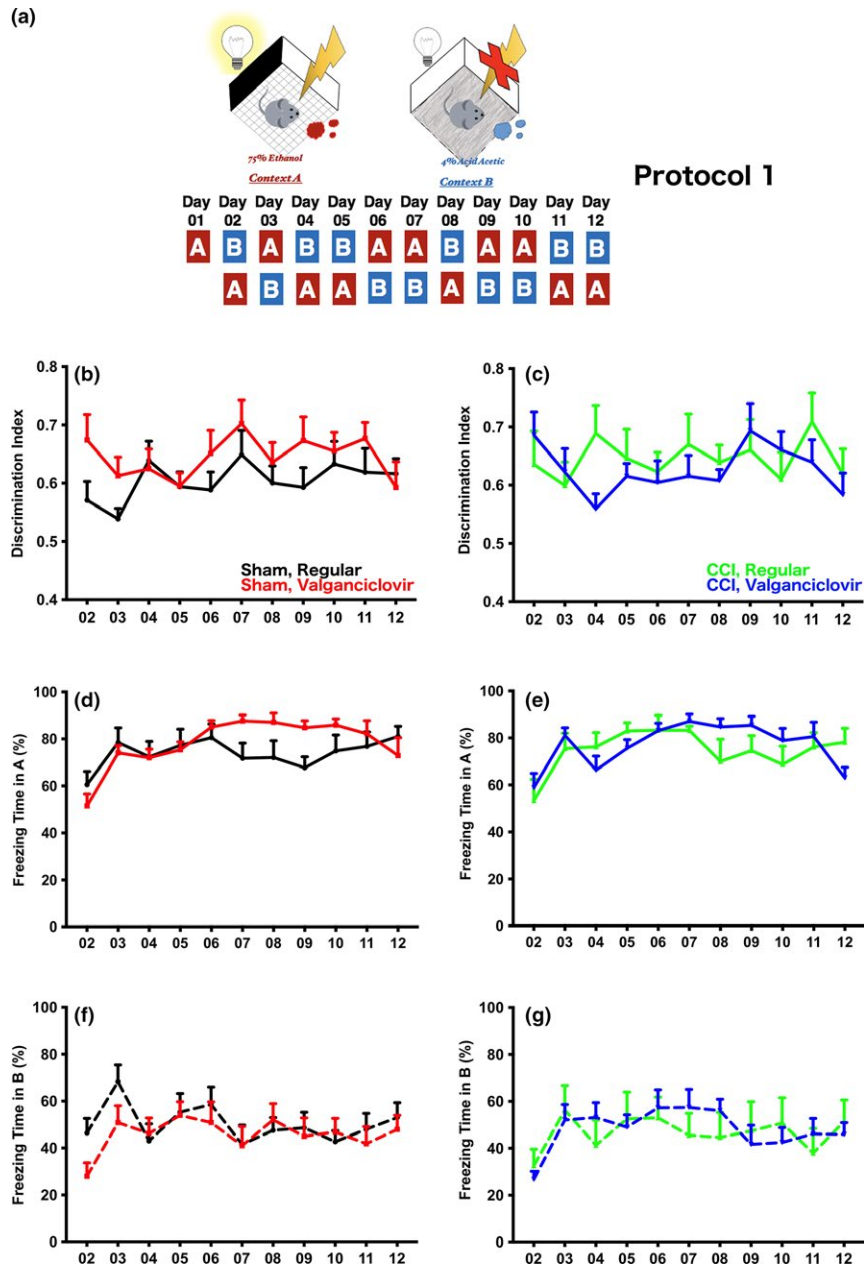 (a)
75% Ethanol
Context A
4% Acid Acetic
Context B
Protocol 1
Day Day Day Day Day Day Day Day Day Day Day Day
01 02 03 04 05 06 07 08 09 10 11 12
A B A B B A A B A A B B
A B A A B B A B B A A
(b)
Discrimination Index
0.8
0.7
0.6
0.5
0.4
Sham, Regular
Sham, Valganciclovir
02 03 04 05 06 07 08 09 10 11 12
(c)
Discrimination Index
0.8
0.7
0.6
0.5
0.4
CCI, Regular
CCI, Valganciclovir
02 03 04 05 06 07 08 09 10 11 12
(d)
Freezing Time in A (%)
100
80
60
40
20
0
02 03 04 05 06 07 08 09 10 11 12
(e)
Freezing Time in A (%)
100
80
60
40
20
0
02 03 04 05 06 07 08 09 10 11 12
(f)
Freezing Time in B (%)
100
80
60
40
20
0
02 03 04 05 06 07 08 09 10 11 12
(g)
Freezing Time in B (%)
100
80
60
40
20
0
02 03 04 05 06 07 08 09 10 11 12